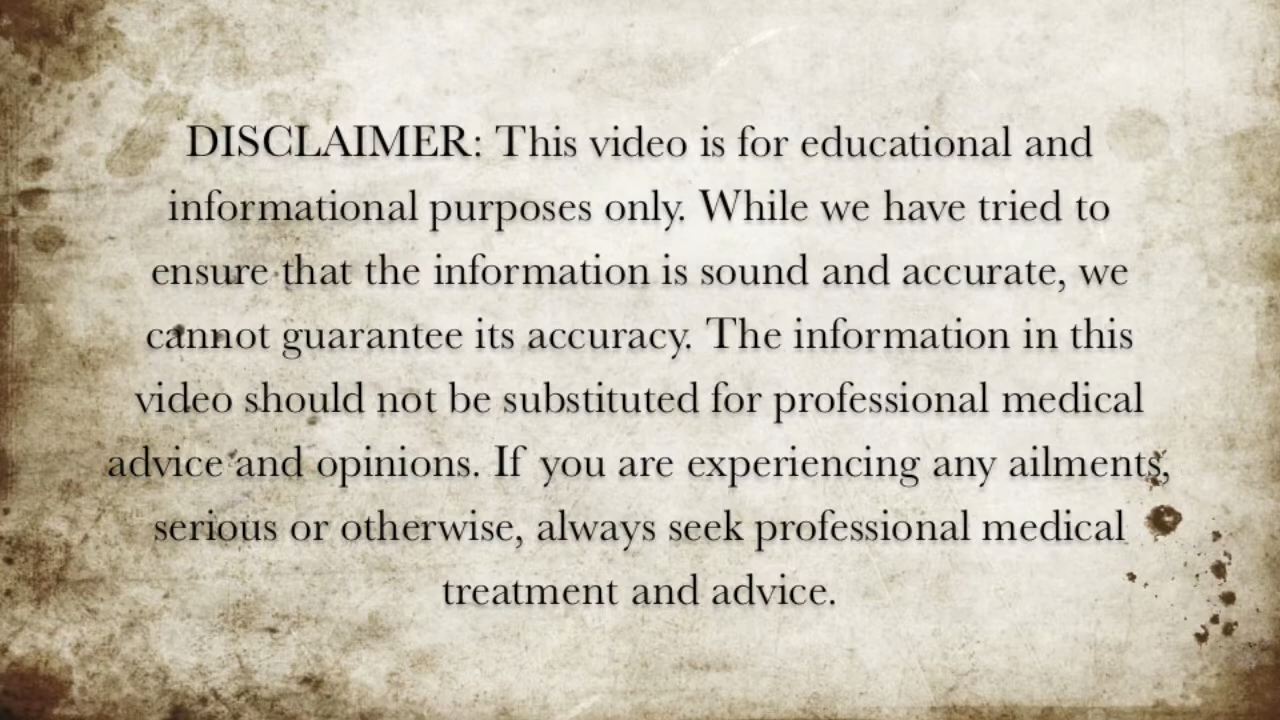 DISCLAIMER: This video is for educational and
informational purposes only. While we have tried to
ensure that the information is sound and accurate, we
cannot guarantee its accuracy. The information in this
video should not be substituted for professional medical
advice and opinions. If you are experiencing any ailments,
serious or otherwise, always seek professional medical
treatment and advice.